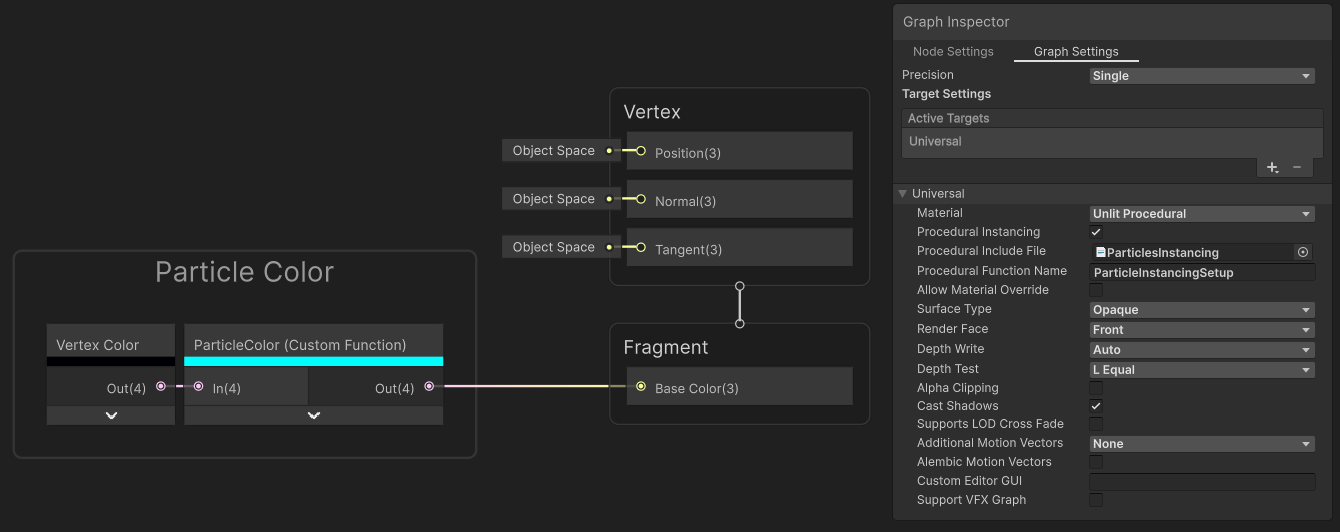 Particle Color
Vertex Color
Out(4)
ParticleColor (Custom Function)
In(4)
Out(4)
Vertex
Object Space
Position(3)
Object Space
Normal(3)
Object Space
Tangent(3)
Fragment
Base Color(3)
Graph Inspector
Node Settings
Graph Settings
Precision
Single
Target Settings
Active Targets
Universal
Universal
Material
Unlit Procedural
Procedural Instancing
Procedural Include File
ParticlesInstancing
Procedural Function Name
ParticleInstancingSetup
Allow Material Override
Surface Type
Opaque
Render Face
Front
Depth Write
Auto
Depth Test
L Equal
Alpha Clipping
Cast Shadows
Supports LOD Cross Fade
Additional Motion Vectors
None
Alembic Motion Vectors
Custom Editor GUI
Support VFX Graph